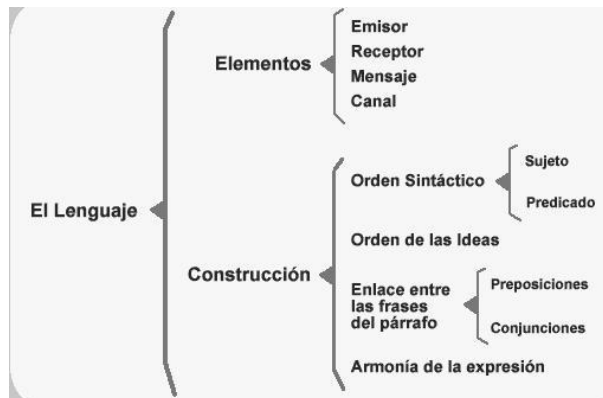 El Lenguaje
Elementos
Emisor
Receptor
Mensaje
Canal
Construcción
Orden Sintáctico
Sujeto
Predicado
Orden de las Ideas
Enlace entre
las frases
del párrafo
Preposiciones
Conjunciones
Armonía de la expresión